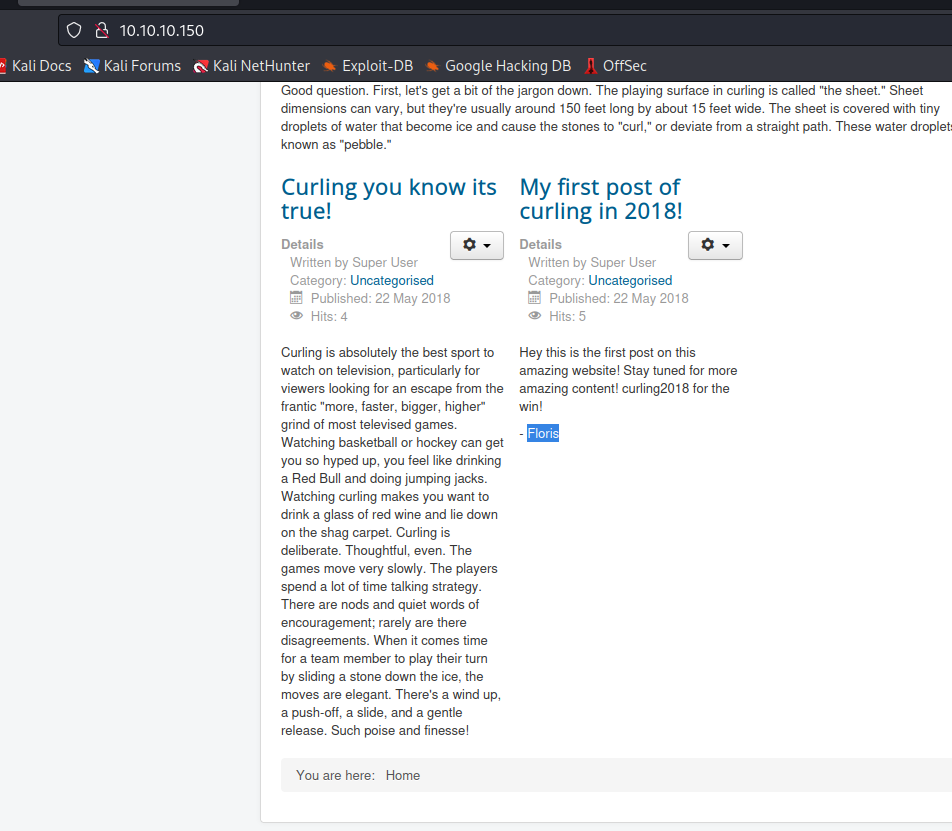 10.10.10.150
Kali Docs Kali Forums Kali NetHunter Exploit-DB Google Hacking DB OffSec
Good question. First, let's get a bit of the jargon down. The playing surface in curling is called "the sheet." Sheet
dimensions can vary, but they're usually around 150 feet long by about 15 feet wide. The sheet is covered with tiny
droplets of water that become ice and cause the stones to "curl," or deviate from a straight path. These water droplets
known as "pebble."
Curling you know its
true!
Details
Written by Super User
Category: Uncategorised
Published: 22 May 2018
Hits: 4
Curling is absolutely the best sport to
watch on television, particularly for
viewers looking for an escape from the
frantic "more, faster, bigger, higher"
grind of most televised games.
Watching basketball or hockey can get
you so hyped up, you feel like drinking
a Red Bull and doing jumping jacks.
Watching curling makes you want to
drink a glass of red wine and lie down
on the shag carpet. Curling is
deliberate. Thoughtful, even. The
games move very slowly. The players
spend a lot of time talking strategy.
There are nods and quiet words of
encouragement; rarely are there
disagreements. When it comes time
for a team member to play their turn
by sliding a stone down the ice, the
moves are elegant. There's a wind up,
a push-off, a slide, and a gentle
release. Such poise and finesse!
My first post of
curling in 2018!
Details
Written by Super User
Category: Uncategorised
Published: 22 May 2018
Hits: 5
Hey this is the first post on this
amazing website! Stay tuned for more
amazing content! curling2018 for the
win!
- Floris
You are here: Home